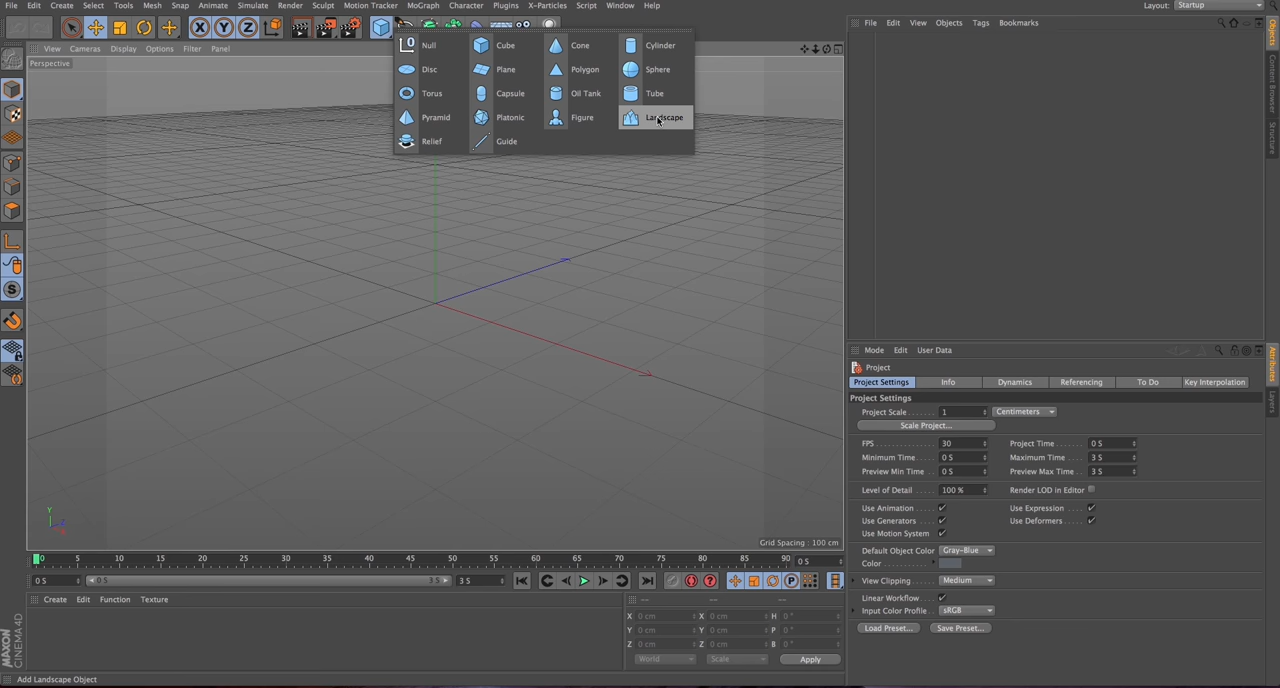 File Edit Create Select Tools Mesh Snap Animate Simulate Render Sculpt Motion Tracker MoGraph Character Plugins X-Particles Script Window Help Layout: Startup
X Y Z
File Edit View Objects Tags Bookmarks
View Cameras Display Options Filter Panel
Perspective
Null Cube Cone Cylinder
Disc Plane Polygon Sphere
Torus Capsule Oil Tank Tube
Pyramid Platonic Figure Landscape
Relief Guide
Objects
Content Browser
Structure
Mode Edit User Data
Project
Project Settings Info Dynamics Referencing To Do Key Interpolation
Project Settings
Project Scale 1 Centimeters
Scale Project...
FPS 30 Project Time 0 S
Minimum Time 0 S Maximum Time 3 S
Preview Min Time 0 S Preview Max Time 3 S
Level of Detail 100 % Render LOD in Editor
Use Animation Use Expression
Use Generators Use Deformers
Use Motion System
Default Object Color Gray-Blue
Color
View Clipping Medium
Linear Workflow
Input Color Profile sRGB
Load Preset... Save Preset...
Attributes
Layers
Y
Z
X
Grid Spacing : 100 cm
0 5 10 15 20 25 30 35 40 45 50 55 60 65 70 75 80 85 90 0 S
0 S 0 S 3 S 3 S
P
Create Edit Function Texture
-- -- --
X 0 cm X 0 cm H 0 °
Y 0 cm Y 0 cm P 0 °
Z 0 cm Z 0 cm B 0 °
World Scale Apply
MAXON
CINEMA 4D
Add Landscape Object